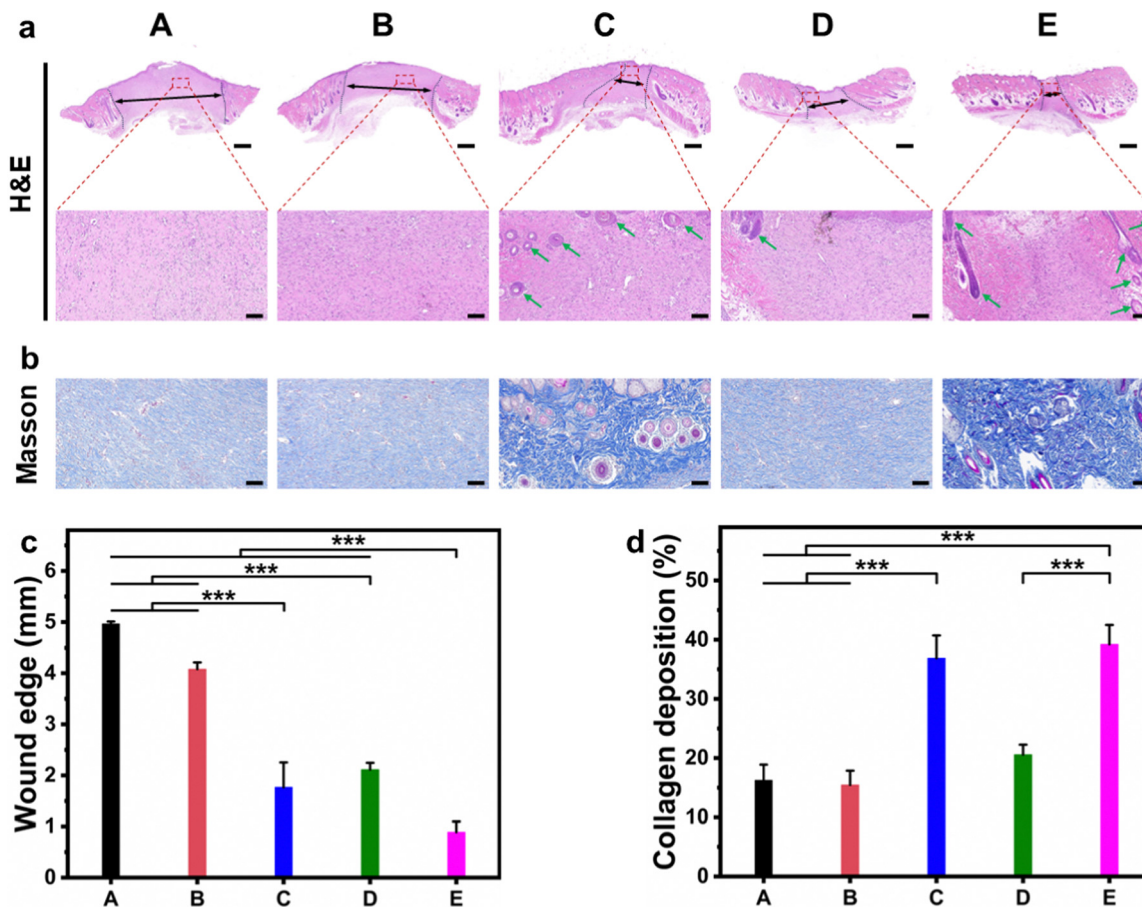 a
A B C D E
H&E
b
Masson
c
***
***
***
Wound edge (mm)
6
5
4
3
2
1
0
A B C D E
d
***
***
***
Collagen deposition (%)
50
40
30
20
10
0
A B C D E